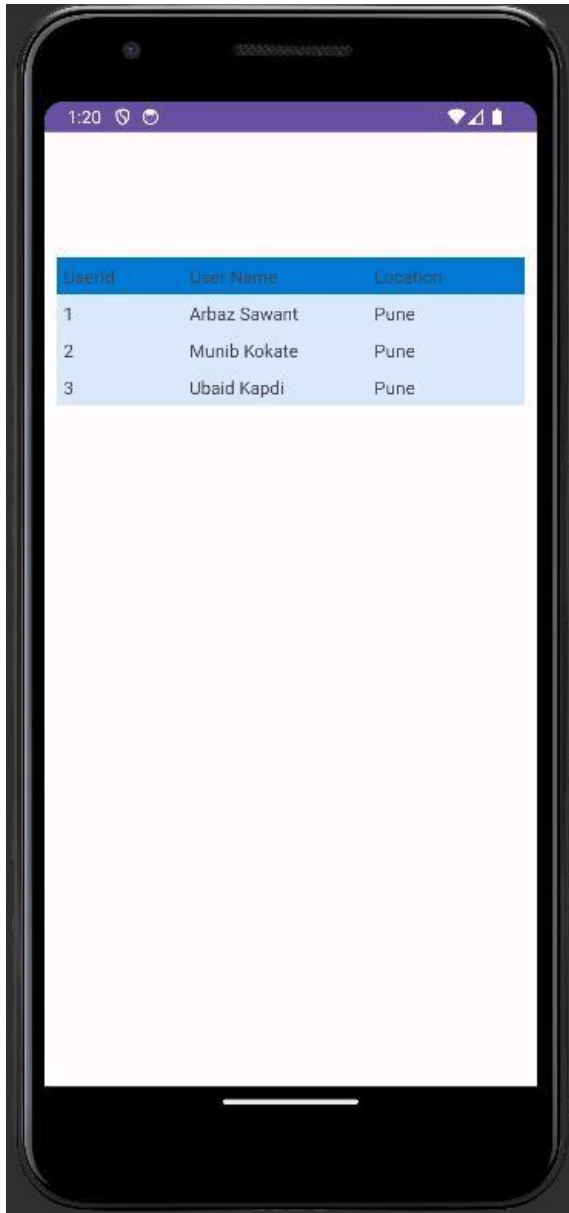 1:20
UserId User Name Location
1 Arbaz Sawant Pune
2 Munib Kokate Pune
3 Ubaid Kapdi Pune